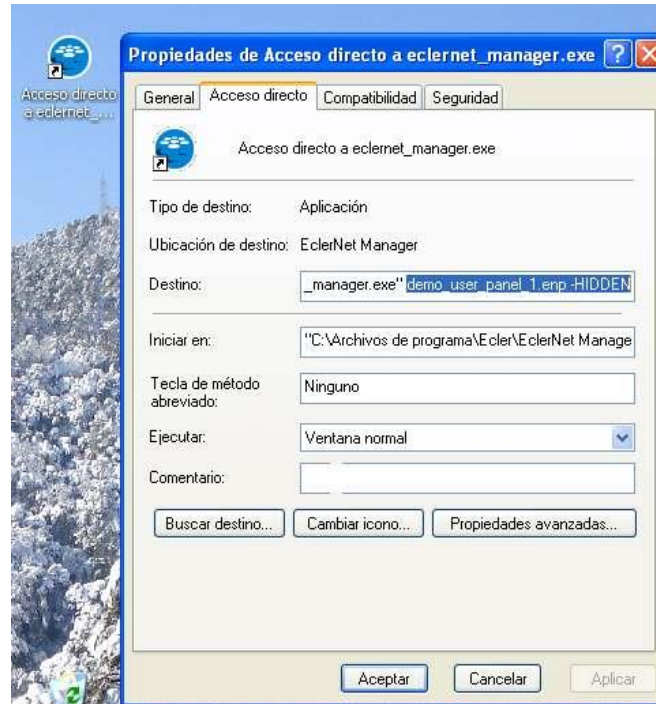 Acceso directo
a eclernet_...
Propiedades de Acceso directo a eclernet_manager.exe
General Acceso directo Compatibilidad Seguridad
Acceso directo a eclernet_manager.exe
Tipo de destino: Aplicación
Ubicación de destino: EclerNet Manager
Destino: _manager.exe" demo_user_panel_1.enp -HIDDEN
Iniciar en: "C:\Archivos de programa\Ecler\EclerNet Manage
Tecla de método
abreviado:
Ninguno
Ejecutar: Ventana normal
Comentario:
Buscar destino... Cambiar icono... Propiedades avanzadas...
Aceptar Cancelar Aplicar